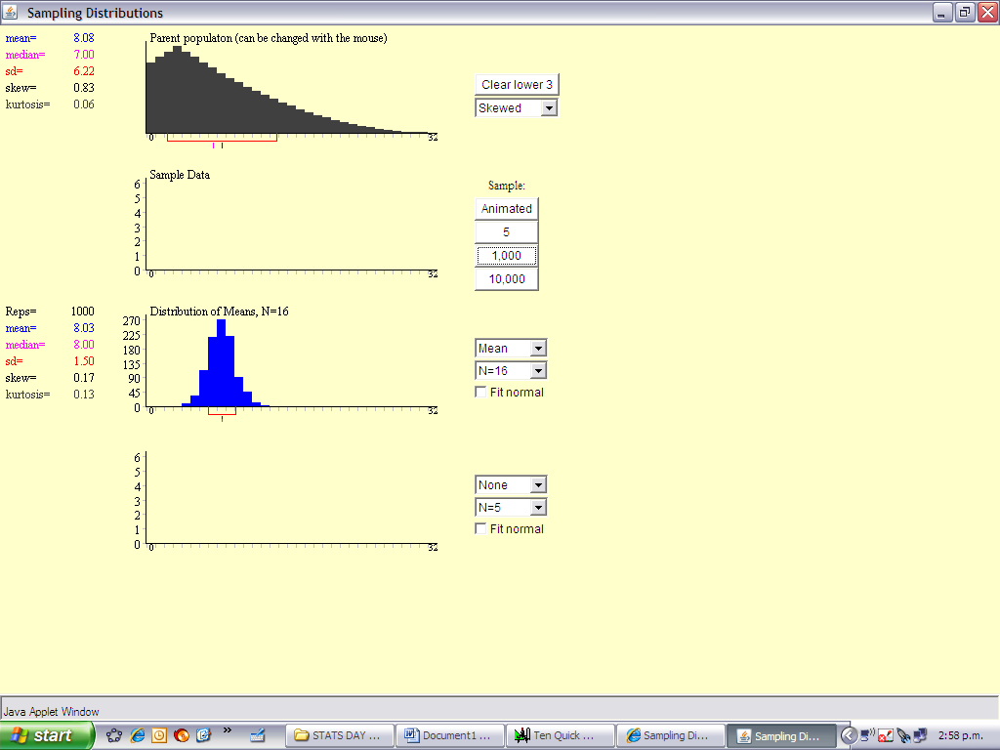 Sampling Distributions
mean= 8.08
median= 7.00
sd= 6.22
skew= 0.83
kurtosis= 0.06
Parent populaton (can be changed with the mouse)
0 32
Clear lower 3
Skewed
Sample Data
6
5
4
3
2
1
0
0 32
Sample:
Animated
5
1,000
10,000
Reps= 1000
mean= 8.03
median= 8.00
sd= 1.50
skew= 0.17
kurtosis= 0.13
Distribution of Means, N=16
270
225
180
135
90
45
0
0 32
Mean
N=16
Fit normal
6
5
4
3
2
1
0
0 32
None
N=5
Fit normal
Java Applet Window
start
»
STATS DAY ...
Document1 ...
Ten Quick ...
Sampling Di...
Sampling Di...
2:58 p.m.